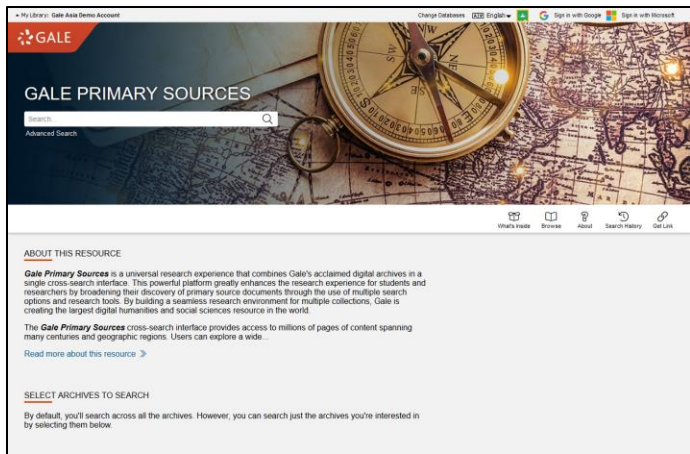 My Library: Gale Asia Demo Account
Change Databases English Sign in with Google Sign in with Microsoft
GALE
GALE PRIMARY SOURCES
Search...
Advanced Search
What's Inside Browse About Search History Get Link
ABOUT THIS RESOURCE
Gale Primary Sources is a universal research experience that combines Gale's acclaimed digital archives in a
single cross-search interface. This powerful platform greatly enhances the research experience for students and
researchers by broadening their discovery of primary source documents through the use of multiple search
options and research tools. By building a seamless research environment for multiple collections, Gale is
creating the largest digital humanities and social sciences resource in the world.
The Gale Primary Sources cross-search interface provides access to millions of pages of content spanning
many centuries and geographic regions. Users can explore a wide...
Read more about this resource
SELECT ARCHIVES TO SEARCH
By default, you'll search across all the archives. However, you can search just the archives you're interested in
by selecting them below.